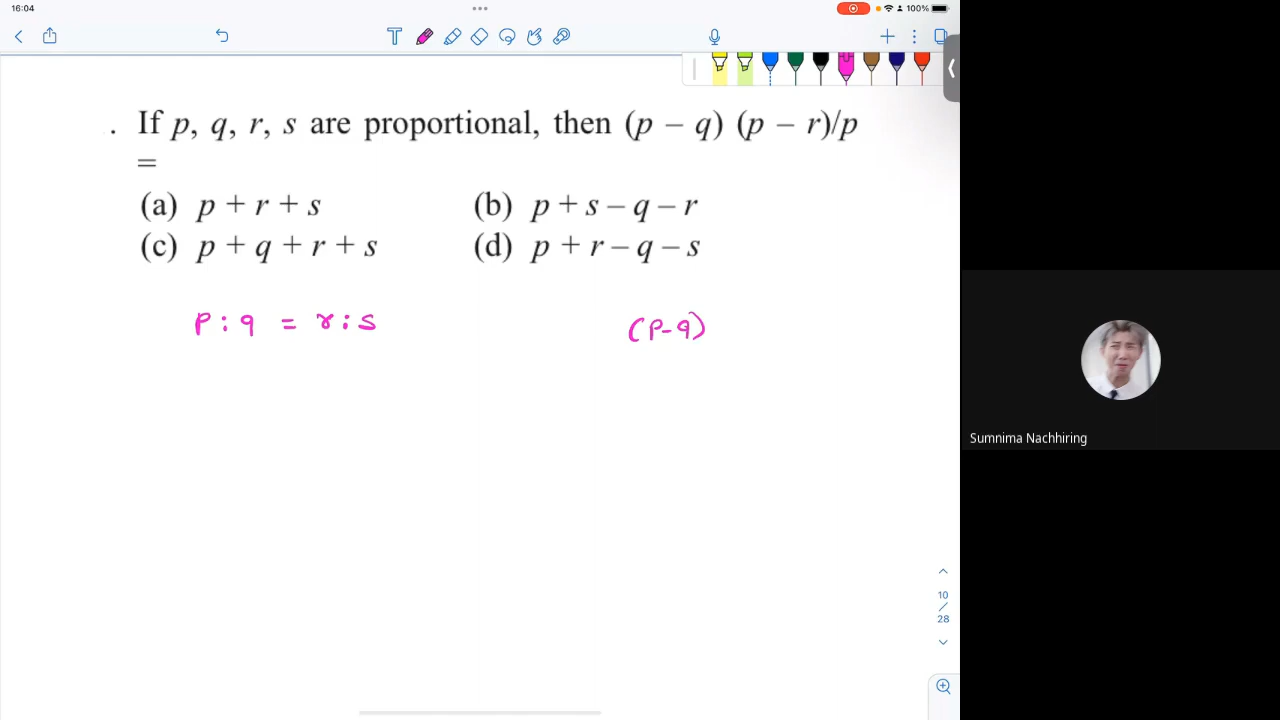 16:04
100%
. If p, q, r, s are proportional, then (p – q) (p – r)/p
=
(a) p + r + s (b) p + s – q – r
(c) p + q + r + s (d) p + r – q – s
p : q = r : s (p-q)
Sumnima Nachhiring
10
/
28